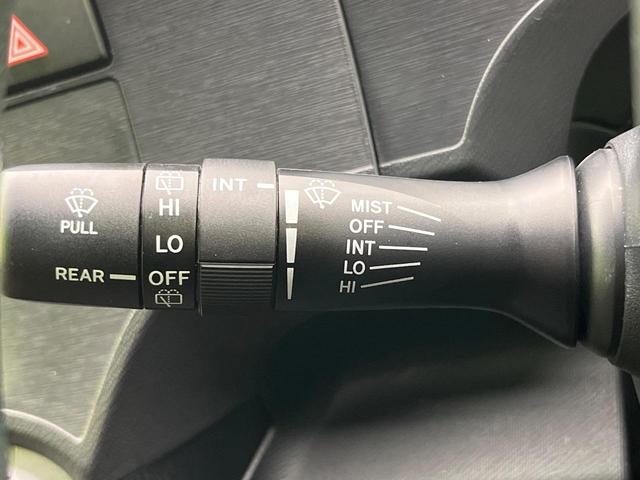 PULL
REAR
HI
LO
OFF
INT
MIST
OFF
INT
LO
HI